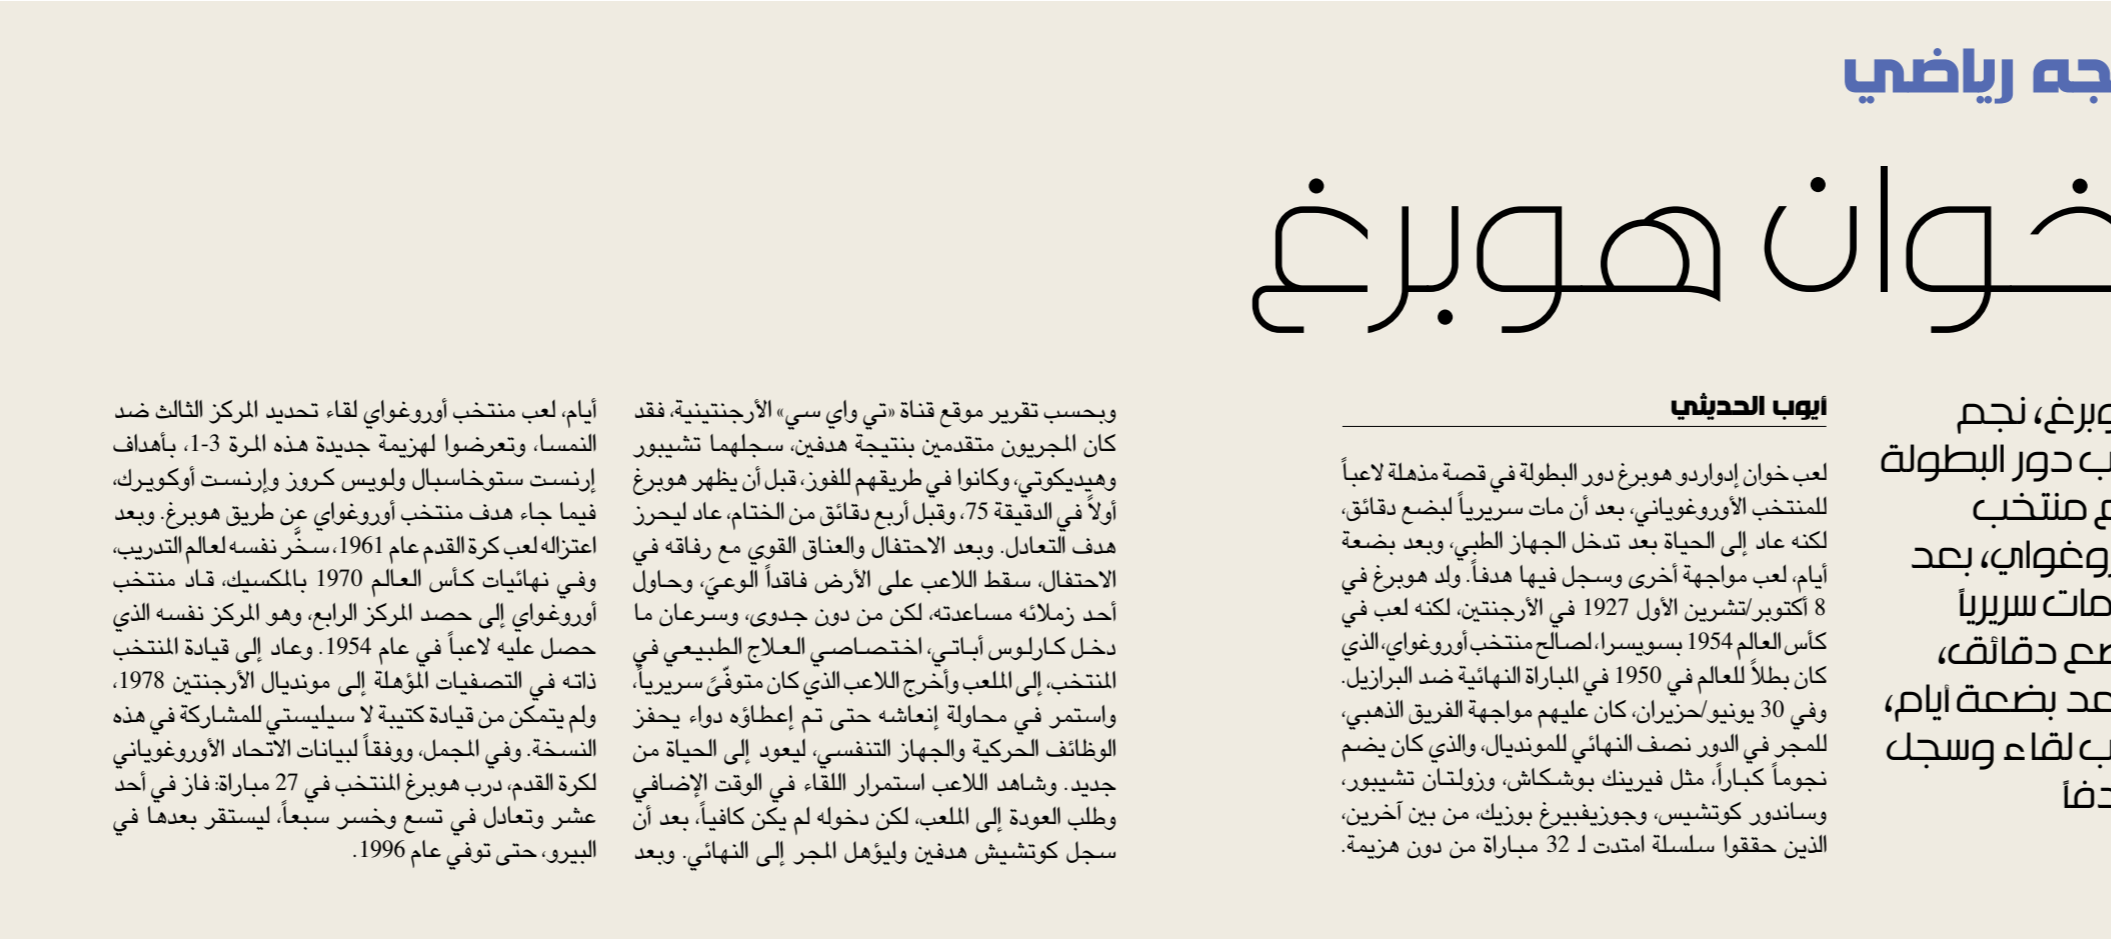 رياضي
خوان هوبرغ
نجم
دور البطولة
منتخب
بعد
مات سريرياً
دقائق،
بضعة أيام،
لقاء وسجل
أيوب الحديثي
لعب خوان إدواردو هوبرغ دور البطولة في قصة مذهلة لاعباً
للمنتخب الأوروغوياني، بعد أن مات سريرياً لبضع دقائق،
لكنه عاد إلى الحياة بعد تدخل الجهاز الطبي، وبعد بضعة
أيام، لعب مواجهة أخرى وسجل فيها هدفاً. ولد هوبرغ في
8 أكتوبر/تشرين الأول 1927 في الأرجنتين، لكنه لعب في
كأس العالم 1954 بسويسرا، لصالح منتخب أوروغواي، الذي
كان بطلاً للعالم في 1950 في المباراة النهائية ضد البرازيل.
وفي 30 يونيو/حزيران، كان عليهم مواجهة الفريق الذهبي،
للمجر في الدور نصف النهائي للمونديال، والذي كان يضم
نجوماً كباراً، مثل فيرينك بوشكاش، وزولتان تشيبور،
وساندور كوتشيس، وجوزيفبيرغ بوزيك، من بين آخرين،
الذين حققوا سلسلة امتدت لـ 32 مباراة من دون هزيمة.
وبحسب تقرير موقع قناة «تي واي سي» الأرجنتينية، فقد
كان المجريون متقدمين بنتيجة هدفين، سجلهما تشيبور
وهيديكوتي، وكانوا في طريقهم للفوز، قبل أن يظهر هوبرغ
أولاً في الدقيقة 75، وقبل أربع دقائق من الختام، عاد ليحرز
هدف التعادل. وبعد الاحتفال والعناق القوي مع رفاقه في
الاحتفال، سقط اللاعب على الأرض فاقداً الوعيَ، وحاول
أحد زملائه مساعدته، لكن من دون جدوى، وسرعان ما
دخل كارلوس أباتي، اختصاصي العلاج الطبيعي في
المنتخب، إلى الملعب وأخرج اللاعب الذي كان متوفّىً سريرياً،
واستمر في محاولة إنعاشه حتى تم إعطاؤه دواء يحفز
الوظائف الحركية والجهاز التنفسي، ليعود إلى الحياة من
جديد. وشاهد اللاعب استمرار اللقاء في الوقت الإضافي
وطلب العودة إلى الملعب، لكن دخوله لم يكن كافياً، بعد أن
سجل كوتشيش هدفين وليؤهل المجر إلى النهائي. وبعد
أيام، لعب منتخب أوروغواي لقاء تحديد المركز الثالث ضد
النمسا، وتعرضوا لهزيمة جديدة هذه المرة 3-1، بأهداف
إرنست ستوخاسبال ولويس كروز وإرنست أوكويرك،
فيما جاء هدف منتخب أوروغواي عن طريق هوبرغ. وبعد
اعتزاله لعب كرة القدم عام 1961، سخَّر نفسه لعالم التدريب،
وفي نهائيات كأس العالم 1970 بالمكسيك، قاد منتخب
أوروغواي إلى حصد المركز الرابع، وهو المركز نفسه الذي
حصل عليه لاعباً في عام 1954. وعاد إلى قيادة المنتخب
ذاته في التصفيات المؤهلة إلى مونديال الأرجنتين 1978،
ولم يتمكن من قيادة كتيبة لا سيليستي للمشاركة في هذه
النسخة. وفي المجمل، ووفقاً لبيانات الاتحاد الأوروغوياني
لكرة القدم، درب هوبرغ المنتخب في 27 مباراة: فاز في أحد
عشر وتعادل في تسع وخسر سبعاً، ليستقر بعدها في
البيرو، حتى توفي عام 1996.